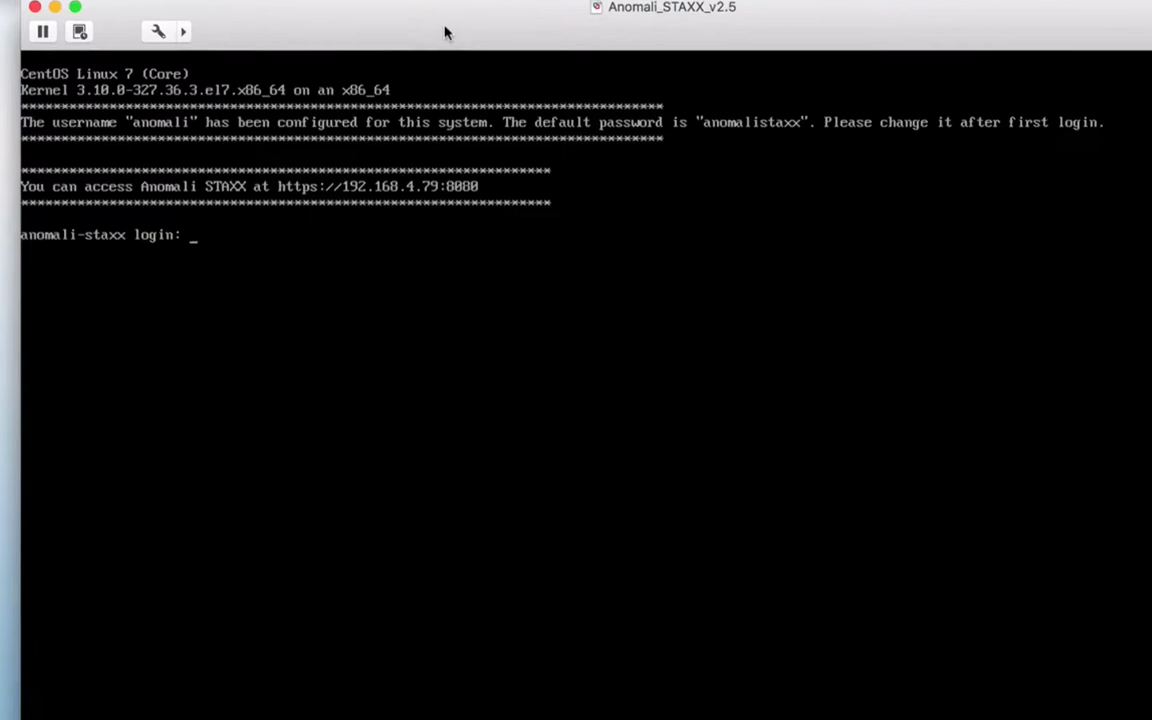 Anomali_STAXX_v2.5
CentOS Linux 7 (Core)
Kernel 3.10.0-327.36.3.el7.x86_64 on an x86_64
********************************************************************************
The username "anomali" has been configured for this system. The default password is "anomalistaxx". Please change it after first login.
********************************************************************************
******************************************************************
You can access Anomali STAXX at https://192.168.4.79:8080
******************************************************************
anomali-staxx login: _